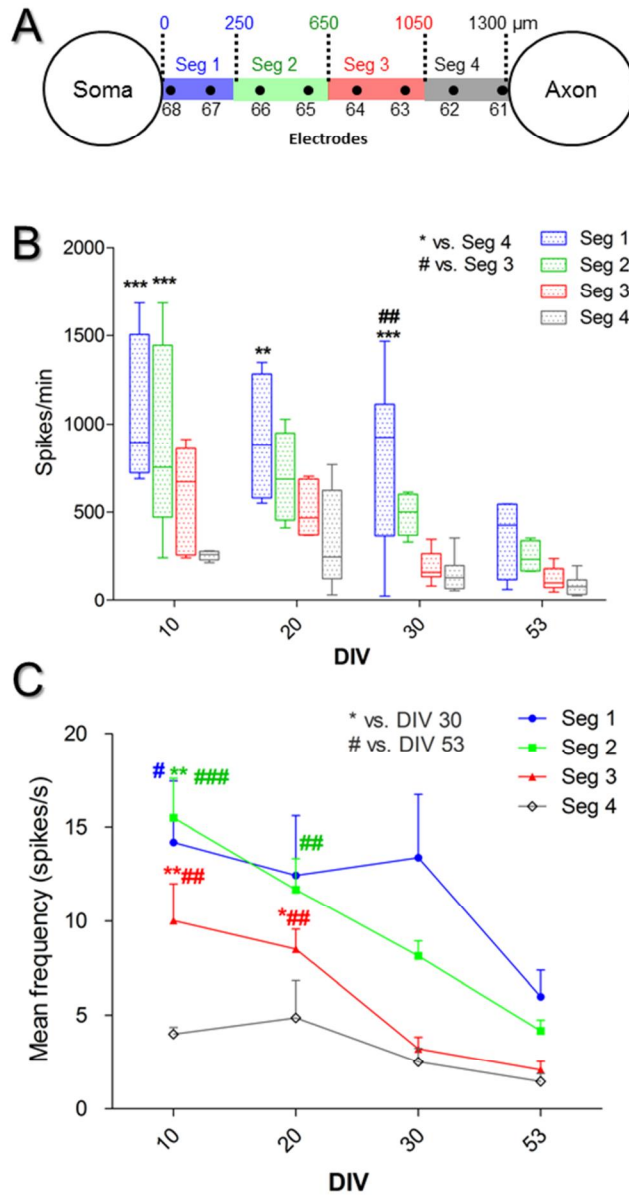 A
0 250 650 1050 1300 µm
Seg 1 Seg 2 Seg 3 Seg 4
Soma
Axon
68 67 66 65 64 63 62 61
Electrodes
B
* vs. Seg 4
# vs. Seg 3
Seg 1
Seg 2
Seg 3
Seg 4
2000
1500
1000
500
0
Spikes/min
*** ***
**
##
***
10 20 30 53
DIV
C
* vs. DIV 30
# vs. DIV 53
Seg 1
Seg 2
Seg 3
Seg 4
20
15
10
5
0
Mean frequency (spikes/s)
# ** ###
##
**##
*##
10 20 30 53
DIV